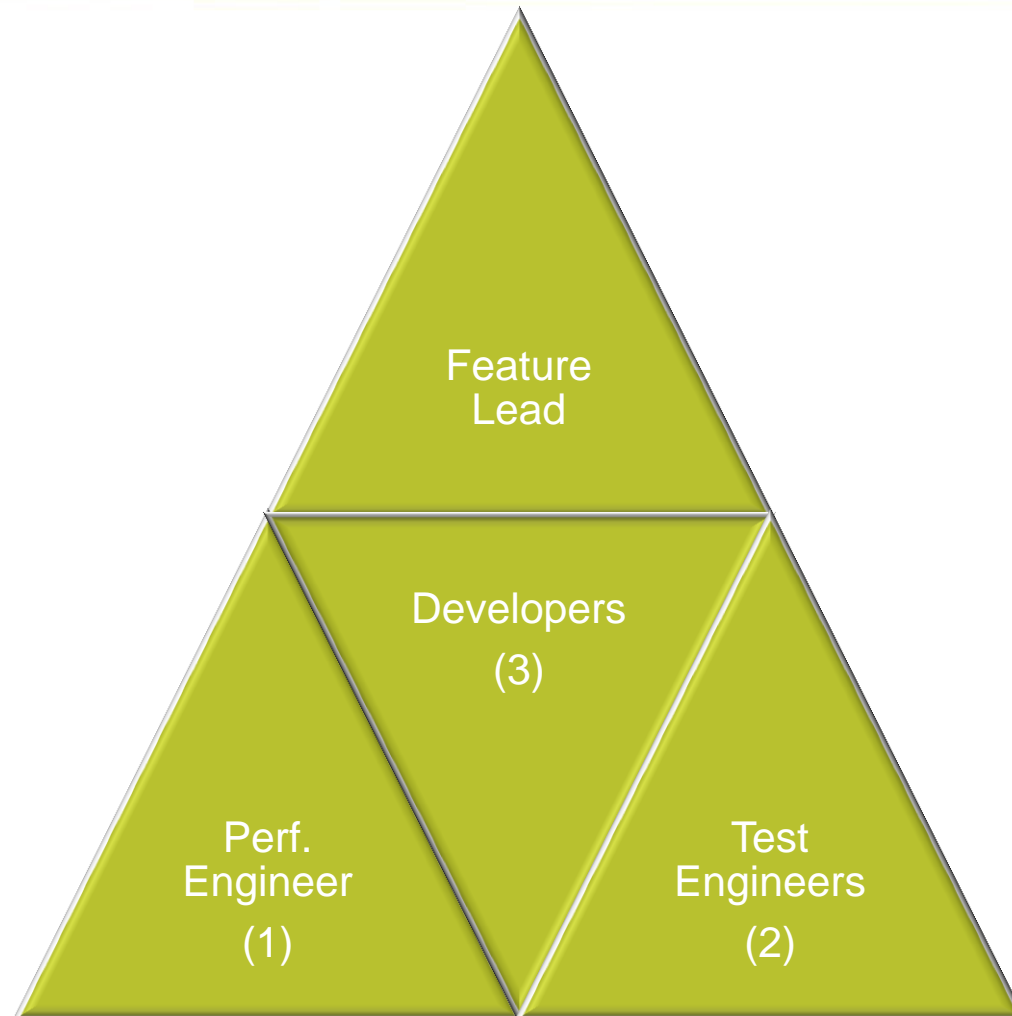 Feature
Lead
Developers
(3)
Perf.
Engineer
(1)
Test
Engineers
(2)